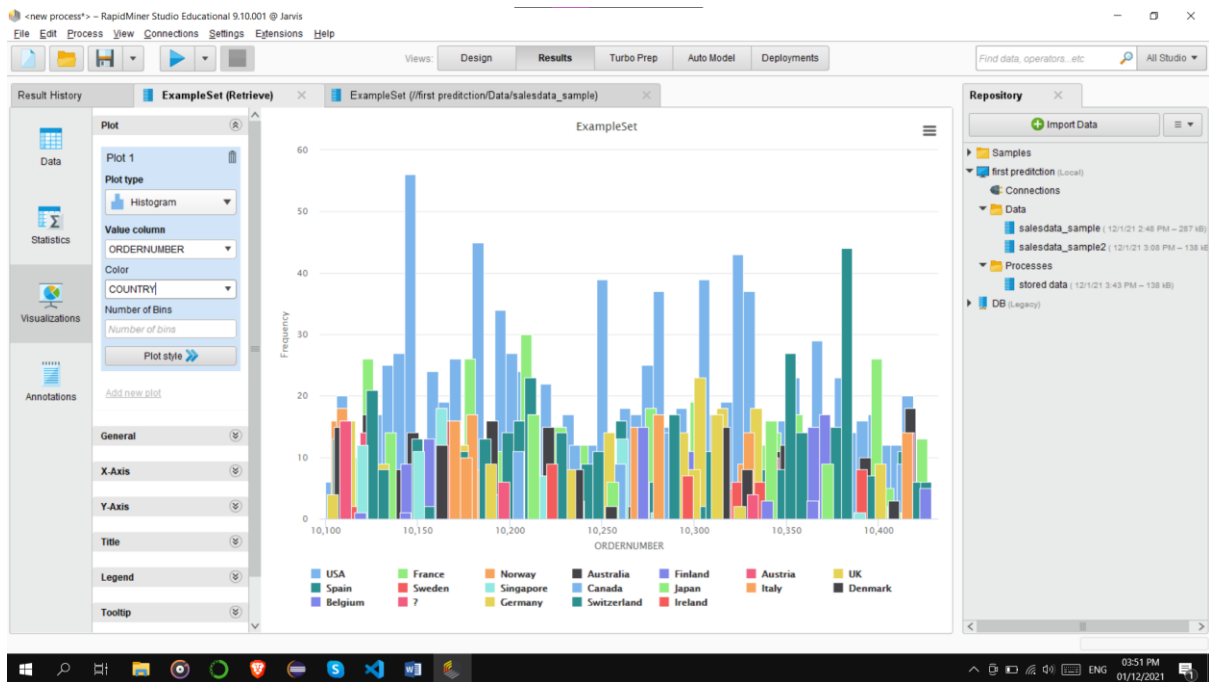 <new process*> – RapidMiner Studio Educational 9.10.001 @ Jarvis
File Edit Process View Connections Settings Extensions Help
Views: Design Results Turbo Prep Auto Model Deployments
Find data, operators...etc All Studio
Result History
ExampleSet (Retrieve)
ExampleSet (//first preditction/Data/salesdata_sample)
Data
Statistics
Visualizations
Annotations
Plot
Plot 1
Plot type
Histogram
Value column
ORDERNUMBER
Color
COUNTRY
Number of Bins
Number of bins
Plot style
Add new plot
General
X-Axis
Y-Axis
Title
Legend
Tooltip
ExampleSet
60
50
40
30
20
10
0
Frequency
10,100 10,150 10,200 10,250 10,300 10,350 10,400
ORDERNUMBER
USA France Norway Australia Finland Austria UK
Spain Sweden Singapore Canada Japan Italy Denmark
Belgium ? Germany Switzerland Ireland
Repository
Import Data
Samples
first preditction (Local)
Connections
Data
salesdata_sample ( 12/1/21 2:48 PM – 287 kB)
salesdata_sample2 ( 12/1/21 3:08 PM – 138 kB
Processes
stored data ( 12/1/21 3:43 PM – 138 kB)
DB (Legacy)
ENG
03:51 PM
01/12/2021